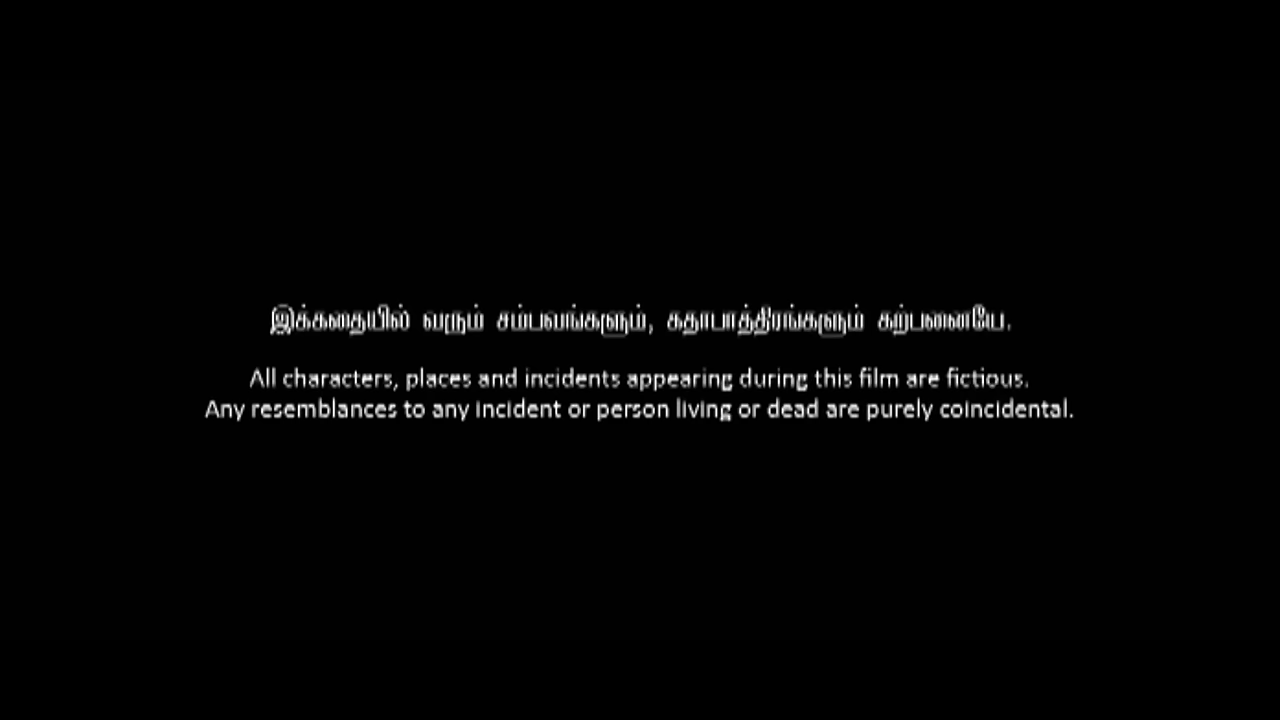 இக்கதையில் வரும் சம்பவங்களும், கதாபாத்திரங்களும் கற்பனையே.
All characters, places and incidents appearing during this film are fictious.
Any resemblances to any incident or person living or dead are purely coincidental.